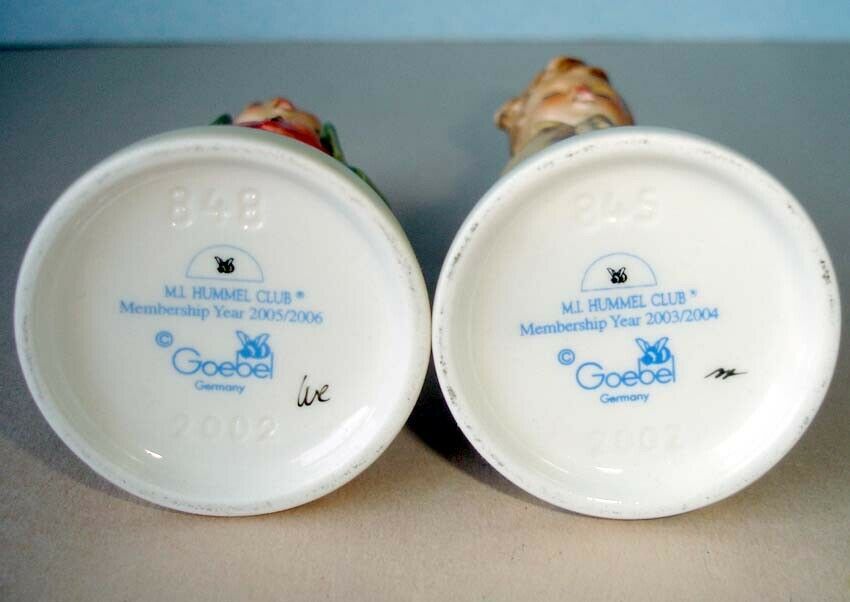 848
M.I. HUMMEL CLUB ®
Membership Year 2005/2006
© Goebel
Germany
2002
845
M.I. HUMMEL CLUB ®
Membership Year 2003/2004
© Goebel
Germany
2002